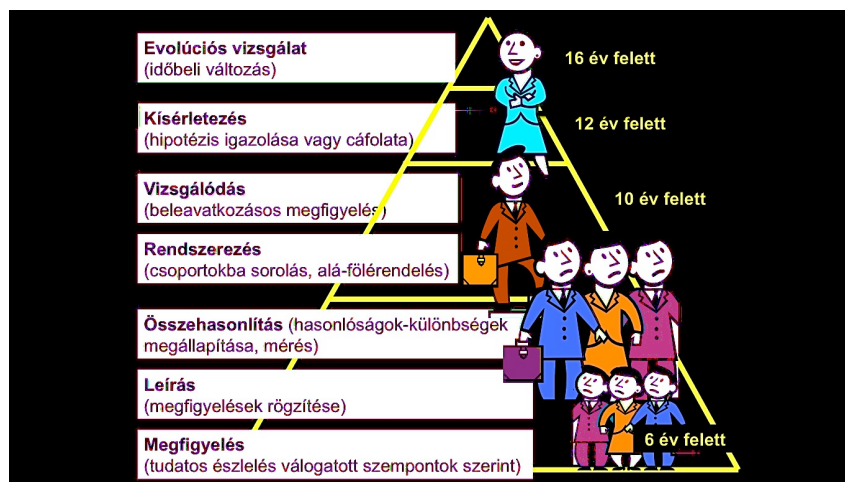 Evolúciós vizsgálat
(időbeli változás)
16 év felett
Kísérletezés
(hipotézis igazolása vagy cáfolata)
12 év felett
Vizsgálódás
(beleavatkozásos megfigyelés)
10 év felett
Rendszerezés
(csoportokba sorolás, alá-fölérendelés)
Összehasonlítás (hasonlóságok-különbségek
megállapítása, mérés)
Leírás
(megfigyelések rögzítése)
Megfigyelés
(tudatos észlelés válogatott szempontok szerint)
6 év felett